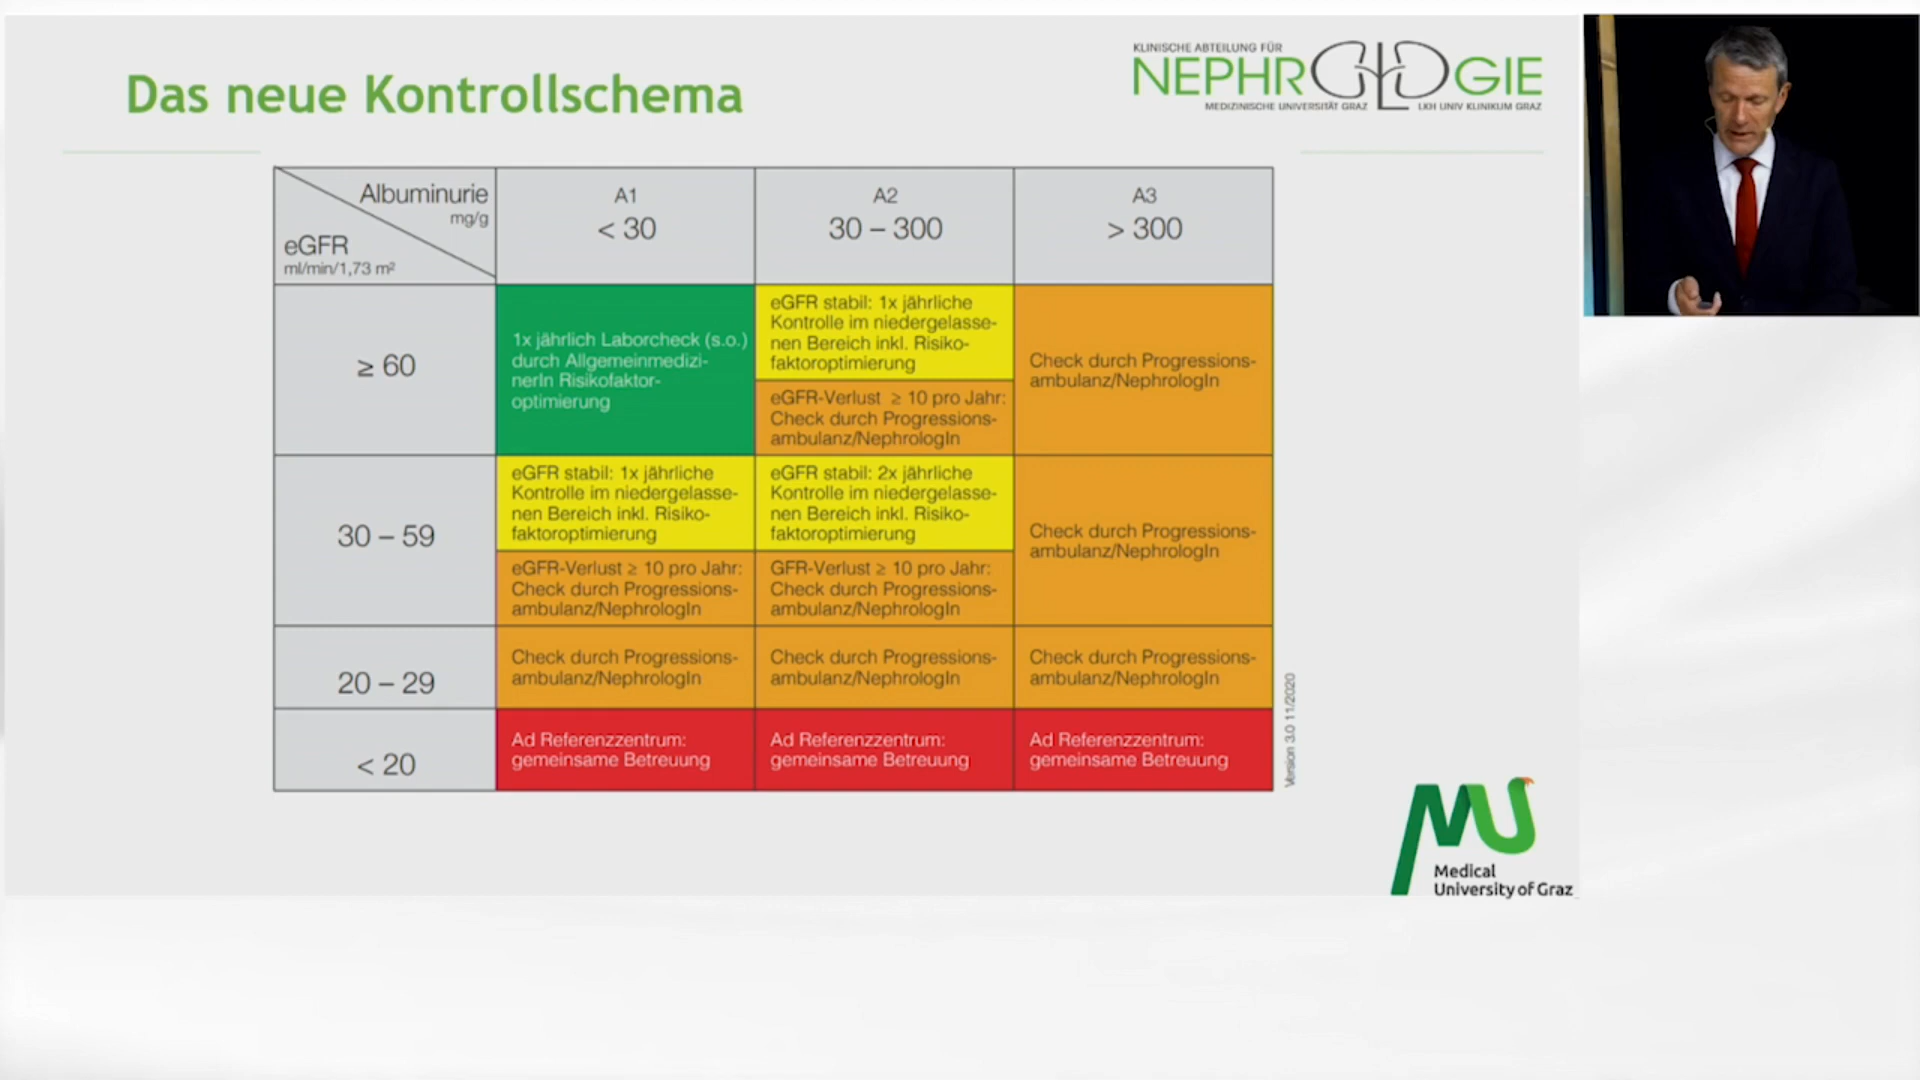 Das neue Kontrollschema
KLINISCHE ABTEILUNG FÜR
NEPHROLOGIE
MEDIZINISCHE UNIVERSITÄT GRAZ LKH UNIV KLINIKUM GRAZ
Albuminurie
mg/g
eGFR
ml/min/1,73 m²
A1
< 30
A2
30 – 300
A3
> 300
≥ 60
1x jährlich Laborcheck (s.o.)
durch Allgemeinmedizi-
nerIn Risikofaktor-
optimierung
eGFR stabil: 1x jährliche
Kontrolle im niedergelasse-
nen Bereich inkl. Risiko-
faktoroptimierung
eGFR-Verlust ≥ 10 pro Jahr:
Check durch Progressions-
ambulanz/NephrologIn
Check durch Progressions-
ambulanz/NephrologIn
30 – 59
eGFR stabil: 1x jährliche
Kontrolle im niedergelasse-
nen Bereich inkl. Risiko-
faktoroptimierung
eGFR-Verlust ≥ 10 pro Jahr:
Check durch Progressions-
ambulanz/NephrologIn
eGFR stabil: 2x jährliche
Kontrolle im niedergelasse-
nen Bereich inkl. Risiko-
faktoroptimierung
GFR-Verlust ≥ 10 pro Jahr:
Check durch Progressions-
ambulanz/NephrologIn
Check durch Progressions-
ambulanz/NephrologIn
20 – 29
Check durch Progressions-
ambulanz/NephrologIn
Check durch Progressions-
ambulanz/NephrologIn
Check durch Progressions-
ambulanz/NephrologIn
< 20
Ad Referenzzentrum:
gemeinsame Betreuung
Ad Referenzzentrum:
gemeinsame Betreuung
Ad Referenzzentrum:
gemeinsame Betreuung
Version 3.0 11/2020
MU
Medical
University of Graz